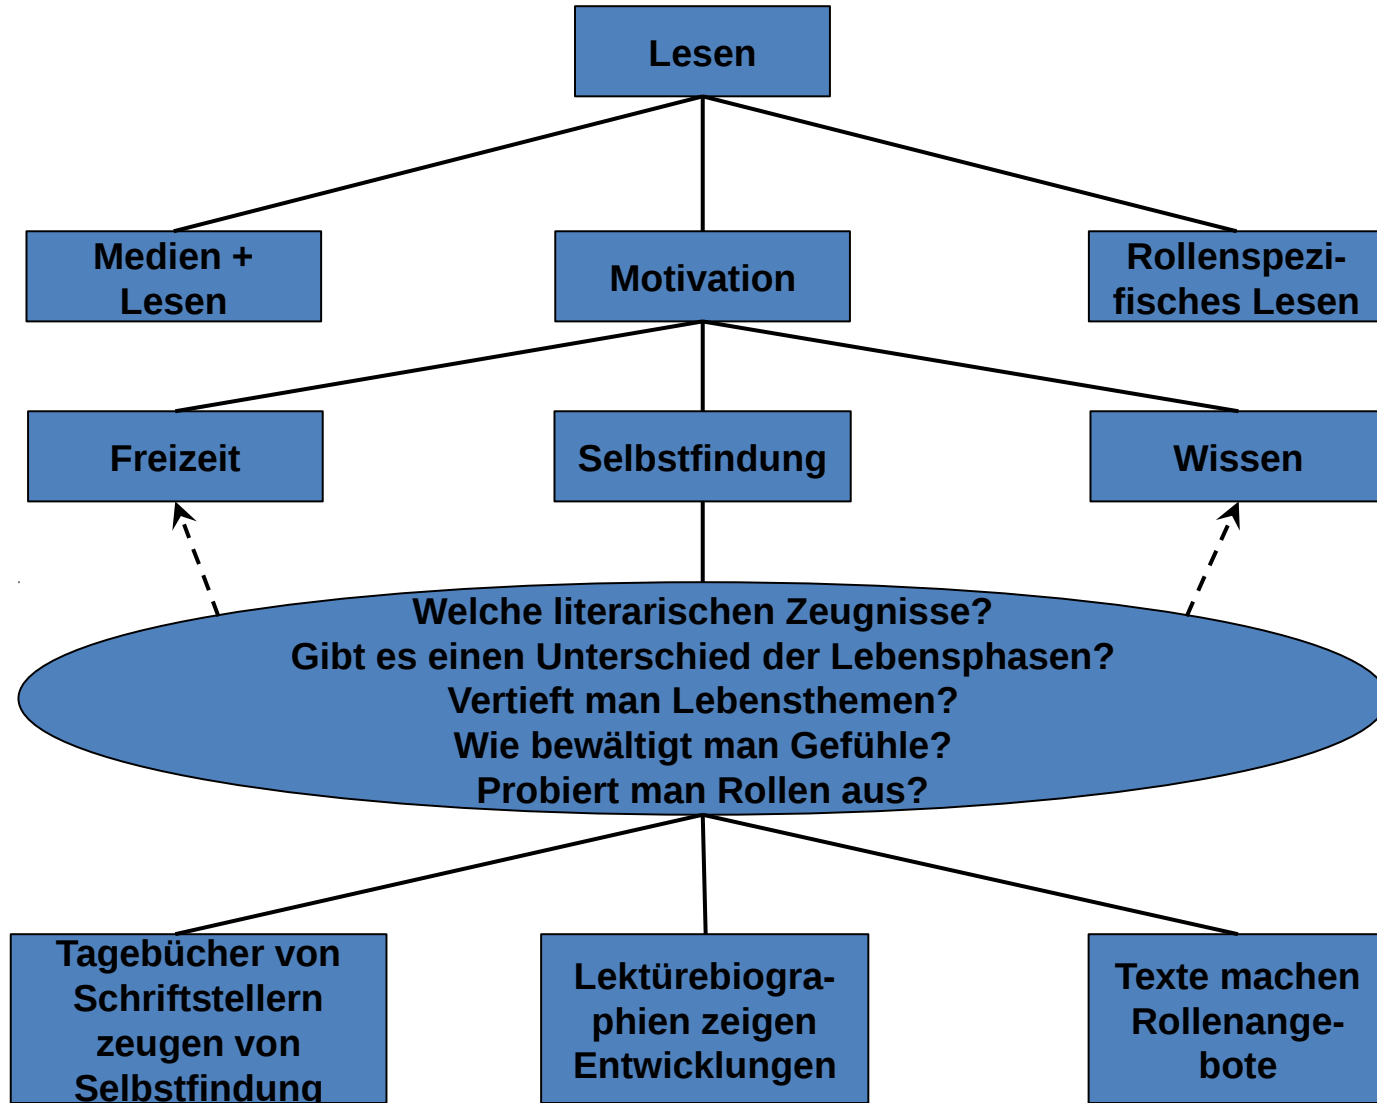 Lesen
Medien +
Lesen
Motivation
Rollenspezi-
fisches Lesen
Freizeit
Selbstfindung
Wissen
Welche literarischen Zeugnisse?
Gibt es einen Unterschied der Lebensphasen?
Vertieft man Lebensthemen?
Wie bewältigt man Gefühle?
Probiert man Rollen aus?
Tagebücher von
Schriftstellern
zeugen von
Selbstfindung
Lektürebiogra-
phien zeigen
Entwicklungen
Texte machen
Rollenange-
bote